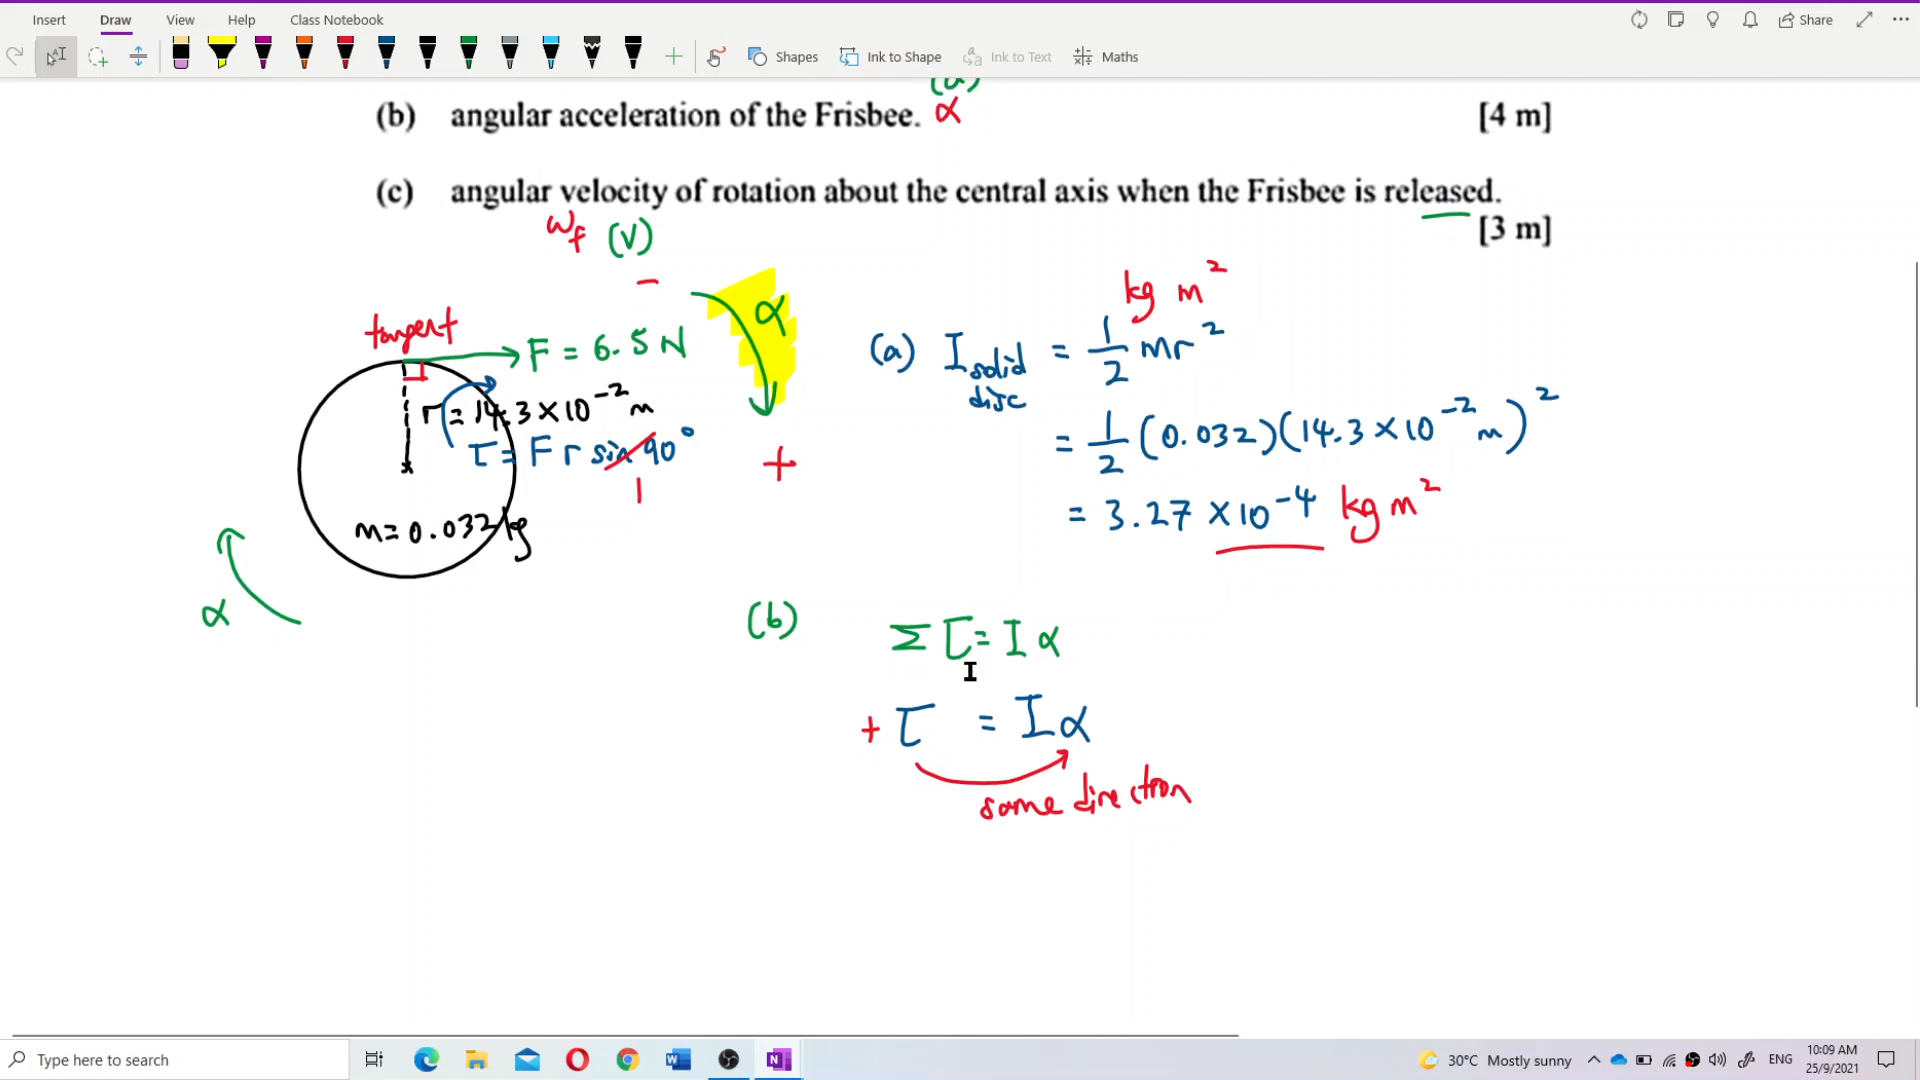 Insert Draw View Help Class Notebook Share
Shapes Ink to Shape Ink to Text Maths
(a)
(b) angular acceleration of the Frisbee. α [4 m]
(c) angular velocity of rotation about the central axis when the Frisbee is released.
ωf (V) [3 m]
−
tangent
F = 6.5 N
α
r = 14.3 × 10⁻² m
τ = F r sin 90°
1
+
m = 0.032 kg
α
kg m²
(a) I solid disc = 1/2 mr²
= 1/2 (0.032)(14.3 × 10⁻² m)²
= 3.27 × 10⁻⁴ kg m²
(b) Σ τ = I α
+ τ = I α
same direction
Type here to search 30°C Mostly sunny ENG 10:09 AM
25/9/2021